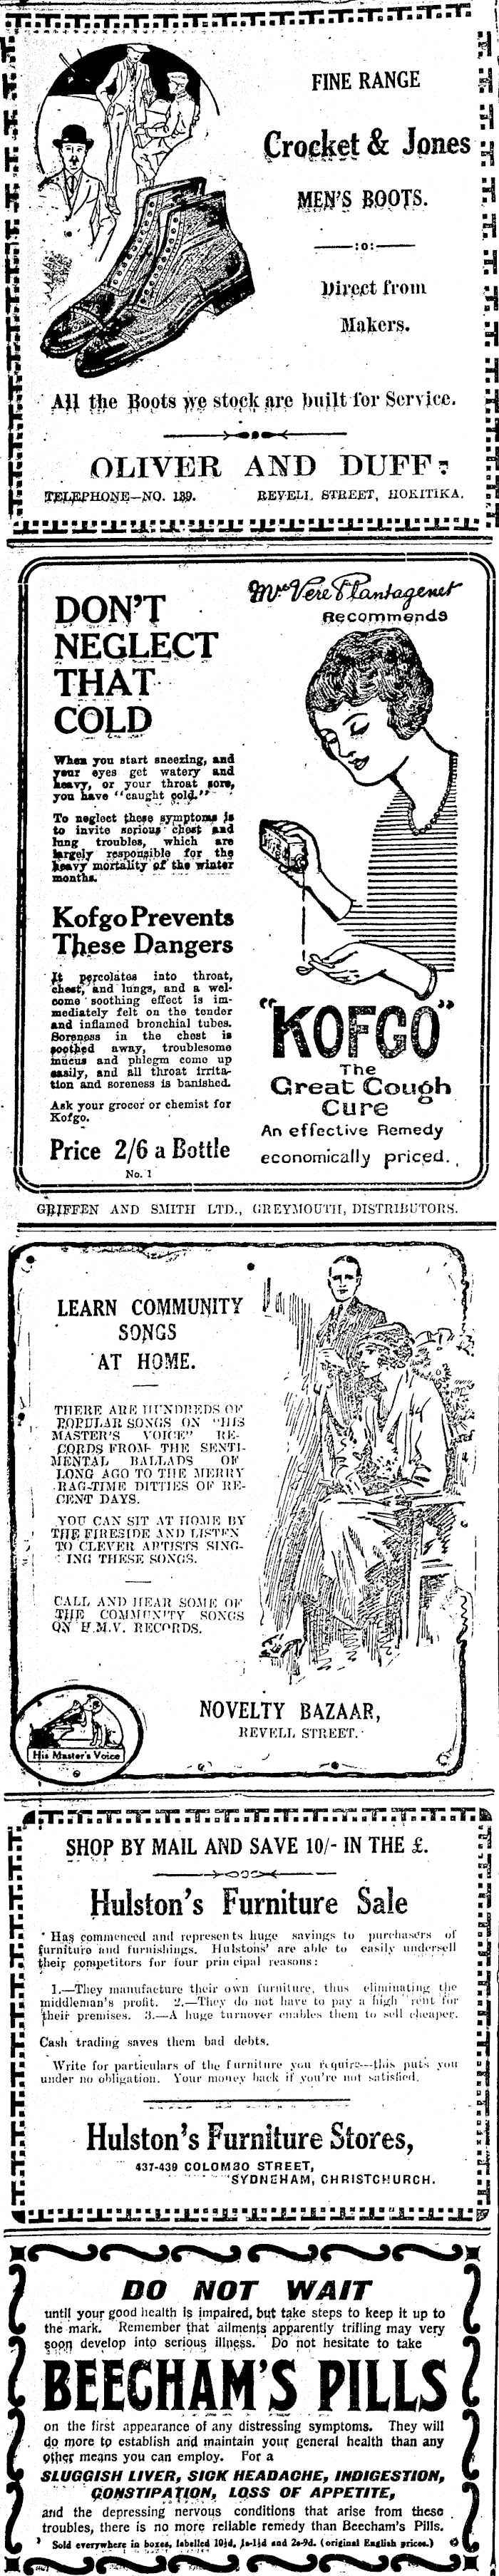 FINE RANGE
Crocket & Jones
MEN'S BOOTS.
—:o:—
Direct from
Makers.
All the Boots we stock are built for Service.
OLIVER AND DUFF,
TELEPHONE—NO. 139.
REVELL STREET, HOKITIKA.
DON'T
NEGLECT
THAT
COLD
When you start sneezing, and
your eyes get watery and
heavy, or your throat sore,
you have "caught cold."
To neglect these symptoms is
to invite serious chest and
lung troubles, which are
largely responsible for the
heavy mortality of the winter
months.
Kofgo Prevents
These Dangers
It percolates into throat,
chest, and lungs, and a wel-
come soothing effect is im-
mediately felt on the tender
and inflamed bronchial tubes.
Soreness in the chest is
soothed away, troublesome
mucus and phlegm come up
easily, and all throat irrita-
tion and soreness is banished.
Ask your grocer or chemist for
Kofgo.
Price 2/6 a Bottle
No. 1
Mrs Vere Plantagenet
Recommends
"KOFGO"
The
Great Cough
Cure
An effective Remedy
economically priced.
GRIFFEN AND SMITH LTD., GREYMOUTH, DISTRIBUTORS.
LEARN COMMUNITY
SONGS
AT HOME.
THERE ARE HUNDREDS OF
POPULAR SONGS ON "HIS
MASTER'S VOICE" RE-
CORDS FROM THE SENTI-
MENTAL BALLADS OF
LONG AGO TO THE MERRY
RAG-TIME DITTIES OF RE-
CENT DAYS.
YOU CAN SIT AT HOME BY
THE FIRESIDE AND LISTEN
TO CLEVER ARTISTS SING-
ING THESE SONGS.
CALL AND HEAR SOME OF
THE COMMUNITY SONGS
ON H.M.V. RECORDS.
His Master's Voice
NOVELTY BAZAAR,
REVELL STREET.
SHOP BY MAIL AND SAVE 10/- IN THE £.
Hulston's Furniture Sale
Has commenced and represents huge savings to purchasers of
furniture and furnishings. Hulstons' are able to easily undersell
their competitors for four principal reasons:
1.—They manufacture their own furniture, thus eliminating the
middleman's profit. 2.—They do not have to pay a high rent for
their premises. 3.—A huge turnover enables them to sell cheaper.
Cash trading saves them bad debts.
Write for particulars of the furniture you require—this puts you
under no obligation. Your money back if you're not satisfied.
Hulston's Furniture Stores,
437-439 COLOMBO STREET,
SYDNEHAM, CHRISTCHURCH.
DO NOT WAIT
until your good health is impaired, but take steps to keep it up to
the mark. Remember that ailments apparently trifling may very
soon develop into serious illness. Do not hesitate to take
BEECHAM'S PILLS
on the first appearance of any distressing symptoms. They will
do more to establish and maintain your general health than any
other means you can employ. For a
SLUGGISH LIVER, SICK HEADACHE, INDIGESTION,
CONSTIPATION, LOSS OF APPETITE,
and the depressing nervous conditions that arise from these
troubles, there is no more reliable remedy than Beecham's Pills.
Sold everywhere in boxes, labelled 10½d, 1s-1½d and 2s-9d. (original English prices.)